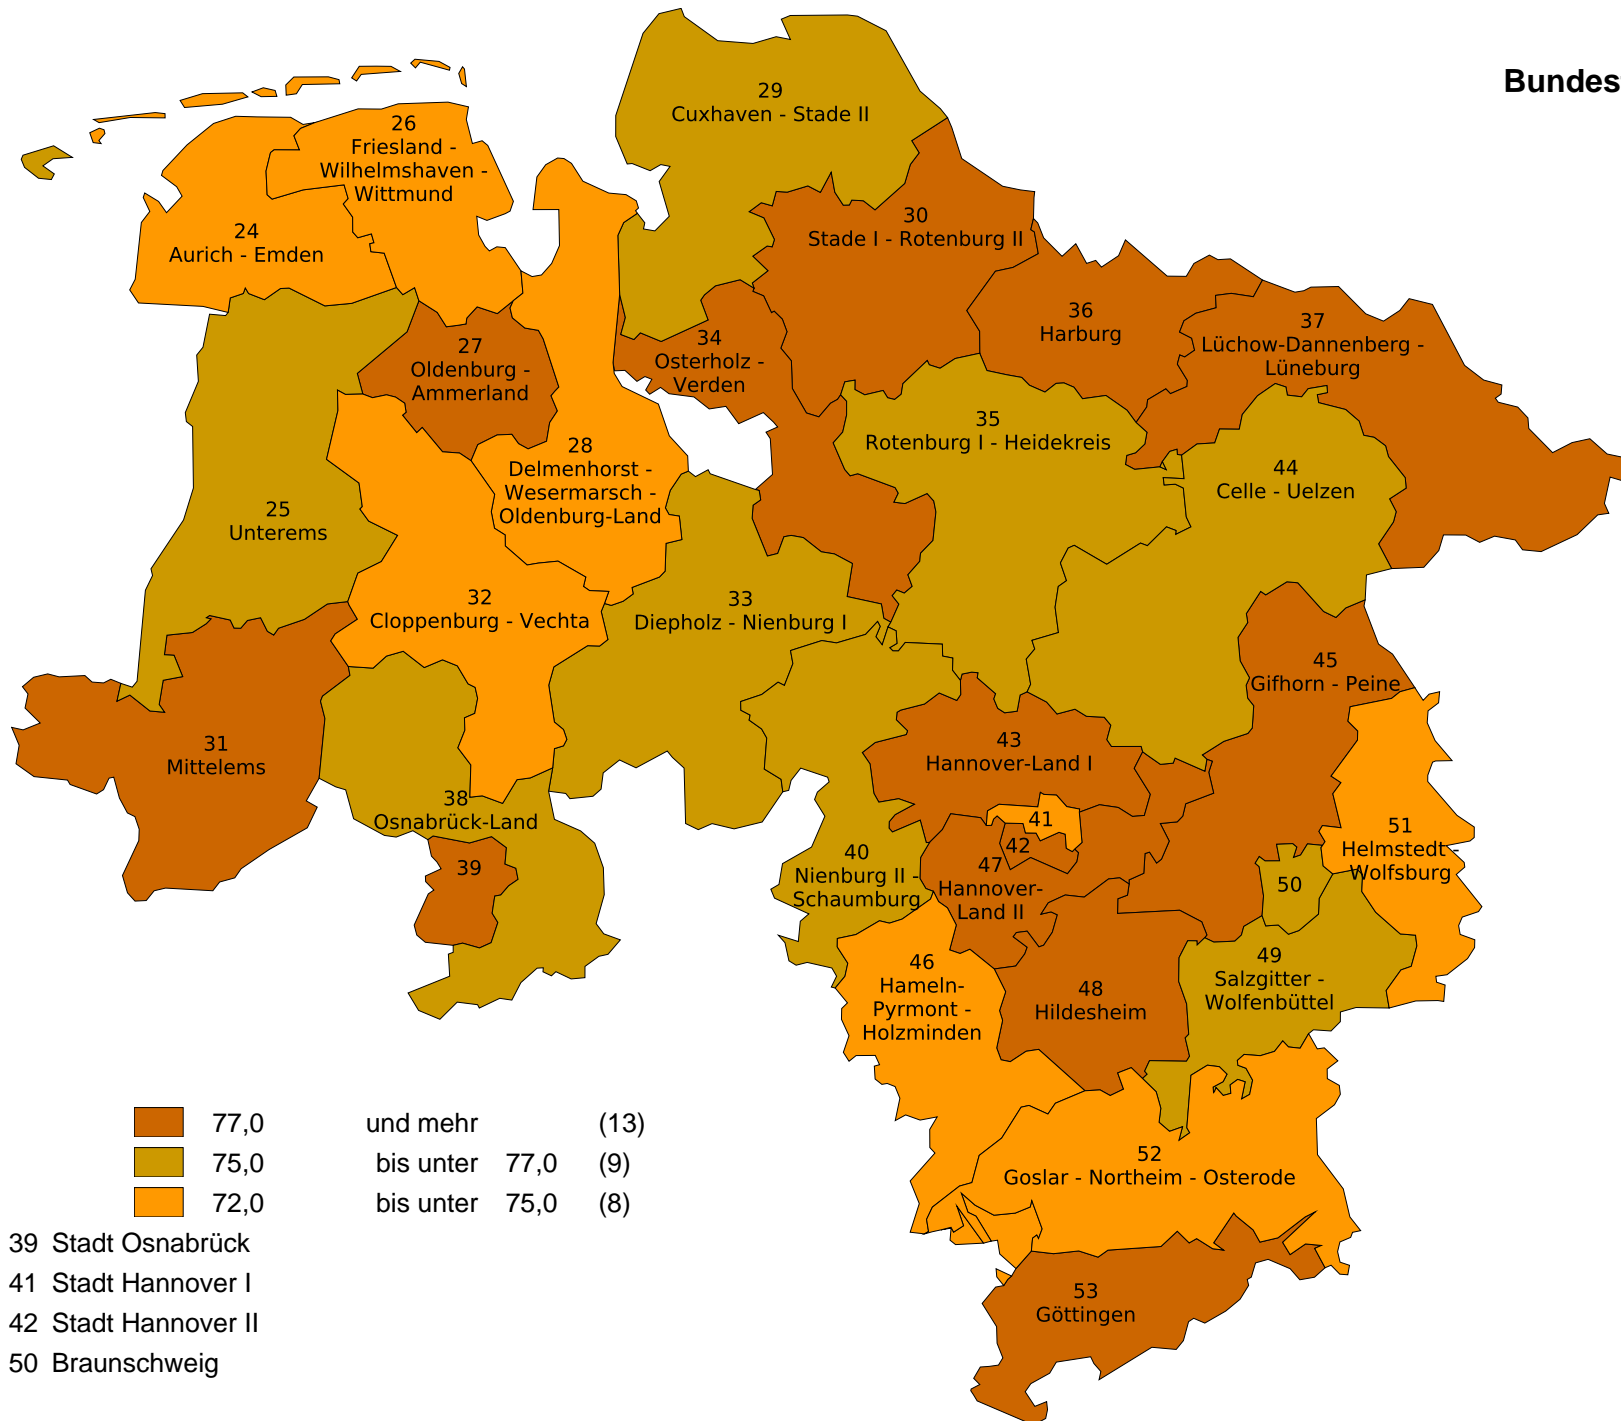 Bundes
29
Cuxhaven - Stade II
26
Friesland -
Wilhelmshaven -
Wittmund
24
Aurich - Emden
30
Stade I - Rotenburg II
36
Harburg
37
Lüchow-Dannenberg -
Lüneburg
34
Osterholz -
Verden
27
Oldenburg -
Ammerland
35
Rotenburg I - Heidekreis
28
Delmenhorst -
Wesermarsch -
Oldenburg-Land
44
Celle - Uelzen
25
Unterems
32
Cloppenburg - Vechta
33
Diepholz - Nienburg I
45
Gifhorn - Peine
31
Mittelems
43
Hannover-Land I
38
Osnabrück-Land
41
42
51
Helmstedt -
Wolfsburg
39
40
Nienburg II -
Schaumburg
47
Hannover-
Land II
50
46
Hameln-
Pyrmont -
Holzminden
48
Hildesheim
49
Salzgitter -
Wolfenbüttel
52
Goslar - Northeim - Osterode
53
Göttingen
77,0 und mehr (13)
75,0 bis unter 77,0 (9)
72,0 bis unter 75,0 (8)
39 Stadt Osnabrück
41 Stadt Hannover I
42 Stadt Hannover II
50 Braunschweig